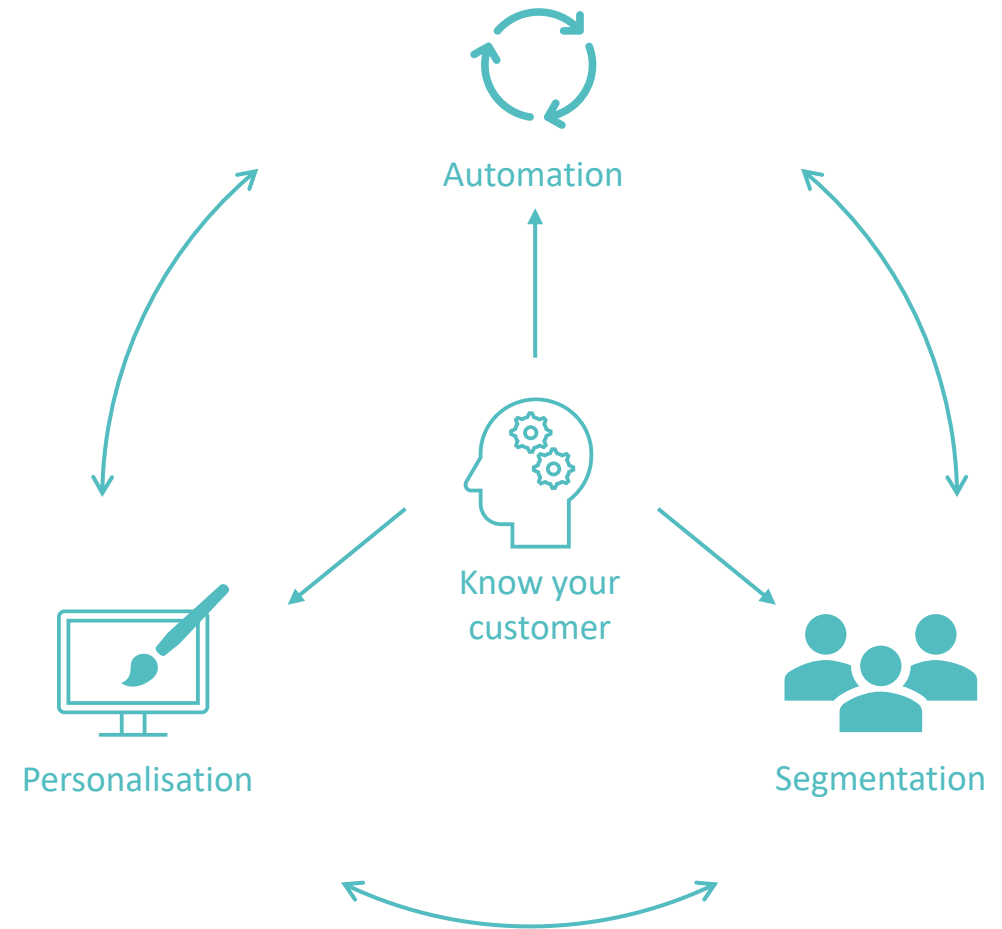 Automation
Know your
customer
Personalisation
Segmentation